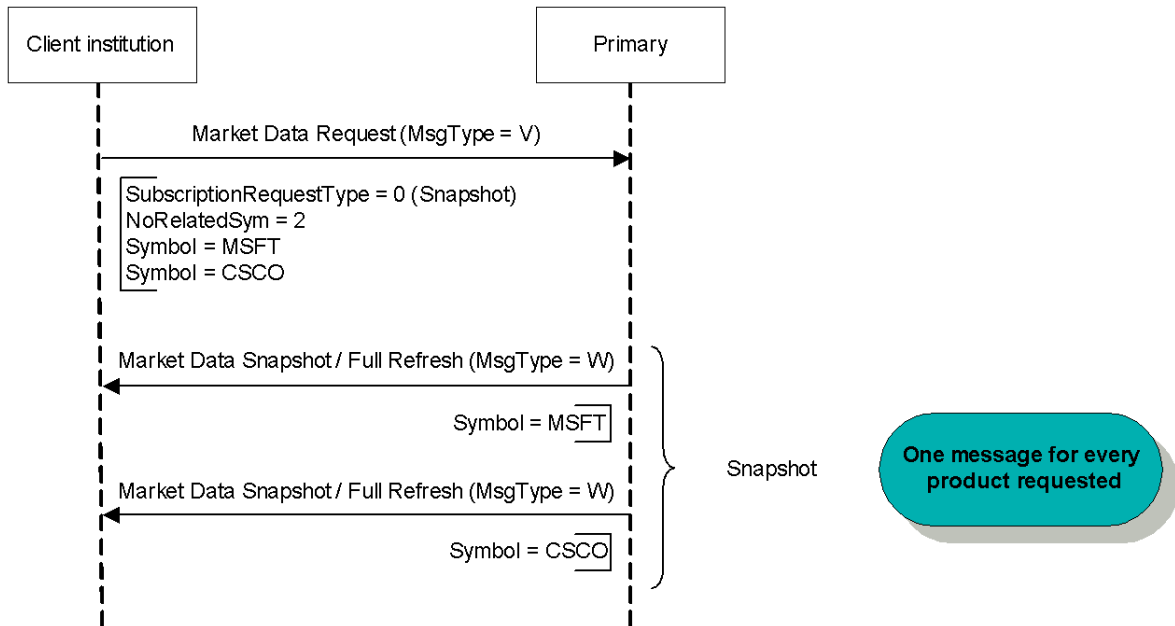 Client institution
Primary
Market Data Request (MsgType = V)
SubscriptionRequestType = 0 (Snapshot)
NoRelatedSym = 2
Symbol = MSFT
Symbol = CSCO
Market Data Snapshot / Full Refresh (MsgType = W)
Symbol = MSFT
Snapshot
One message for every
product requested
Market Data Snapshot / Full Refresh (MsgType = W)
Symbol = CSCO